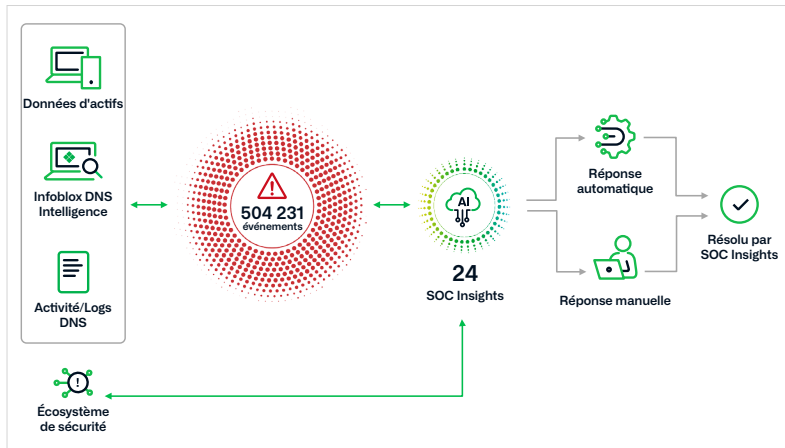 Données d'actifs
Infoblox DNS
Intelligence
Activité/Logs
DNS
Écosystème
de sécurité
504 231
événements
AI
24
SOC Insights
Réponse
automatique
Réponse manuelle
Résolu par
SOC Insights